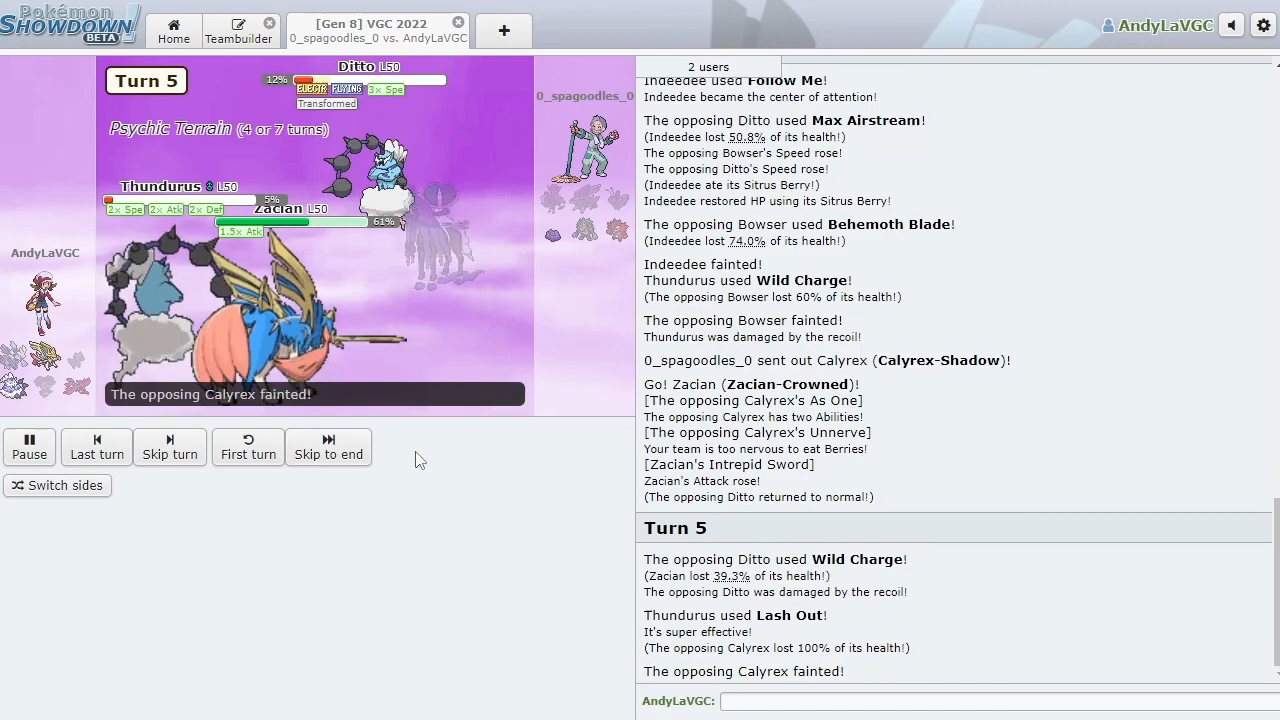 Pokémon
SHOWDOWN!
BETA
Home
Teambuilder
[Gen 8] VGC 2022
0_spagoodles_0 vs. AndyLaVGC
+
AndyLaVGC
Turn 5
Ditto L50
12%
ELECTR FLYING 3× Spe
Transformed
Psychic Terrain (4 or 7 turns)
0_spagoodles_0
Thundurus L50
5%
2× Spe 2× Atk 2× Def
Zacian L50
61%
1.5× Atk
AndyLaVGC
The opposing Calyrex fainted!
Pause
Last turn
Skip turn
First turn
Skip to end
Switch sides
2 users
Indeedee used Follow Me!
Indeedee became the center of attention!
The opposing Ditto used Max Airstream!
(Indeedee lost 50.8% of its health!)
The opposing Bowser's Speed rose!
The opposing Ditto's Speed rose!
(Indeedee ate its Sitrus Berry!)
Indeedee restored HP using its Sitrus Berry!
The opposing Bowser used Behemoth Blade!
(Indeedee lost 74.0% of its health!)
Indeedee fainted!
Thundurus used Wild Charge!
(The opposing Bowser lost 60% of its health!)
The opposing Bowser fainted!
Thundurus was damaged by the recoil!
0_spagoodles_0 sent out Calyrex (Calyrex-Shadow)!
Go! Zacian (Zacian-Crowned)!
[The opposing Calyrex's As One]
The opposing Calyrex has two Abilities!
[The opposing Calyrex's Unnerve]
Your team is too nervous to eat Berries!
[Zacian's Intrepid Sword]
Zacian's Attack rose!
(The opposing Ditto returned to normal!)
Turn 5
The opposing Ditto used Wild Charge!
(Zacian lost 39.3% of its health!)
The opposing Ditto was damaged by the recoil!
Thundurus used Lash Out!
It's super effective!
(The opposing Calyrex lost 100% of its health!)
The opposing Calyrex fainted!
AndyLaVGC: